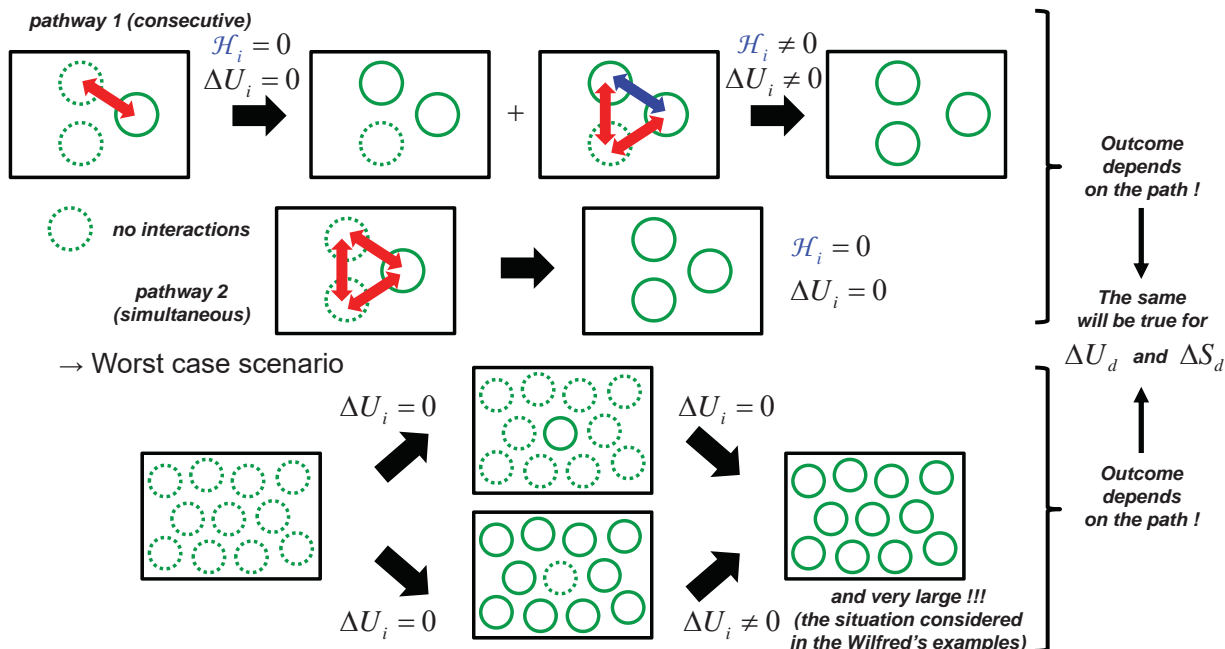 pathway 1 (consecutive)
ℋ_i = 0
ΔU_i = 0
+
ℋ_i ≠ 0
ΔU_i ≠ 0
Outcome
depends
on the path !
no interactions
pathway 2
(simultaneous)
ℋ_i = 0
ΔU_i = 0
The same
will be true for
ΔU_d and ΔS_d
→ Worst case scenario
ΔU_i = 0
ΔU_i = 0
ΔU_i = 0
ΔU_i ≠ 0
and very large !!!
(the situation considered
in the Wilfred's examples)
Outcome
depends
on the path !